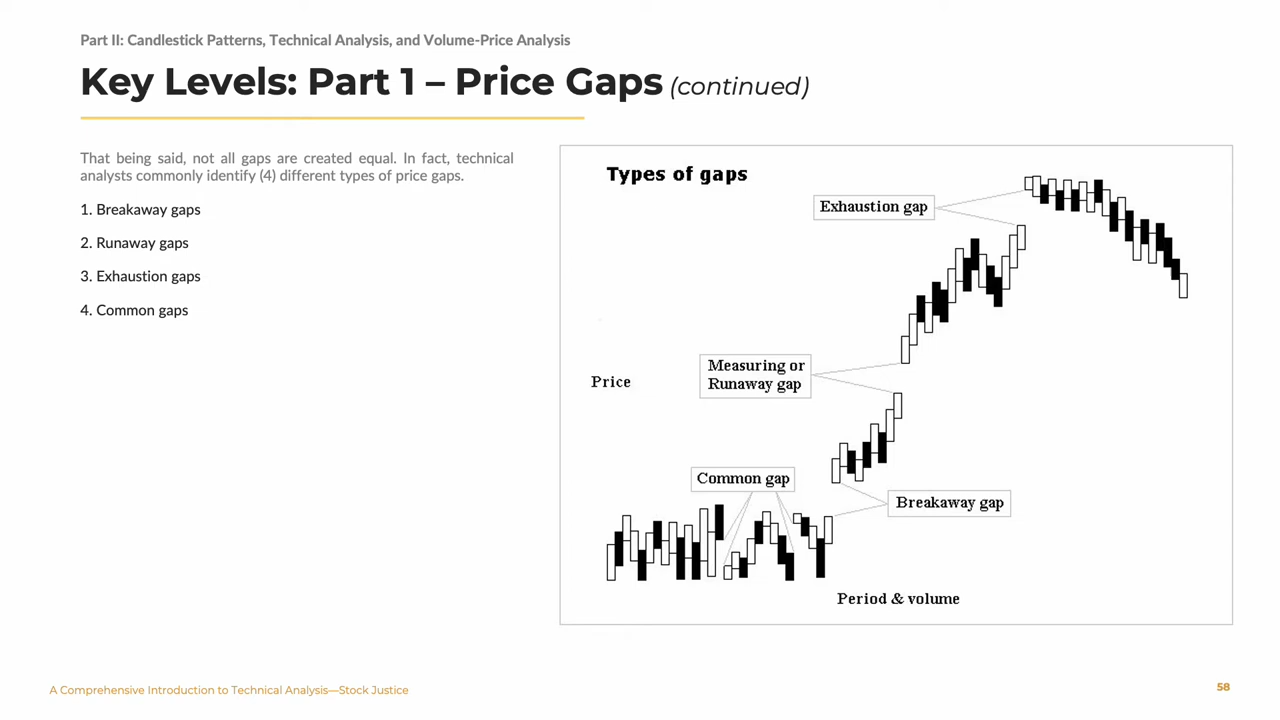 Part II: Candlestick Patterns, Technical Analysis, and Volume-Price Analysis
Key Levels: Part 1 – Price Gaps (continued)
That being said, not all gaps are created equal. In fact, technical
analysts commonly identify (4) different types of price gaps.
1. Breakaway gaps
2. Runaway gaps
3. Exhaustion gaps
4. Common gaps
Types of gaps
Exhaustion gap
Measuring or
Runaway gap
Price
Common gap
Breakaway gap
Period & volume
A Comprehensive Introduction to Technical Analysis—Stock Justice
58